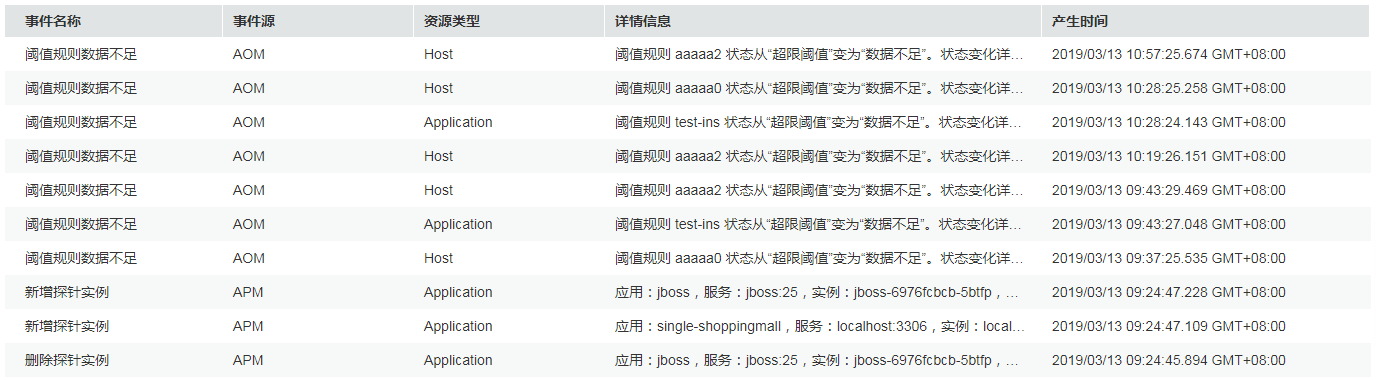 事件名称 事件源 资源类型 详情信息 产生时间
阈值规则数据不足 AOM Host 阈值规则 aaaaa2 状态从“超限阈值”变为“数据不足”。状态变化详… 2019/03/13 10:57:25.674 GMT+08:00
阈值规则数据不足 AOM Host 阈值规则 aaaaa0 状态从“超限阈值”变为“数据不足”。状态变化详… 2019/03/13 10:28:25.258 GMT+08:00
阈值规则数据不足 AOM Application 阈值规则 test-ins 状态从“超限阈值”变为“数据不足”。状态变化详… 2019/03/13 10:28:24.143 GMT+08:00
阈值规则数据不足 AOM Host 阈值规则 aaaaa2 状态从“超限阈值”变为“数据不足”。状态变化详… 2019/03/13 10:19:26.151 GMT+08:00
阈值规则数据不足 AOM Host 阈值规则 aaaaa2 状态从“超限阈值”变为“数据不足”。状态变化详… 2019/03/13 09:43:29.469 GMT+08:00
阈值规则数据不足 AOM Application 阈值规则 test-ins 状态从“超限阈值”变为“数据不足”。状态变化详… 2019/03/13 09:43:27.048 GMT+08:00
阈值规则数据不足 AOM Host 阈值规则 aaaaa0 状态从“超限阈值”变为“数据不足”。状态变化详… 2019/03/13 09:37:25.535 GMT+08:00
新增探针实例 APM Application 应用：jboss，服务：jboss:25，实例：jboss-6976fcbcb-5btfp，… 2019/03/13 09:24:47.228 GMT+08:00
新增探针实例 APM Application 应用：single-shoppingmall，服务：localhost:3306，实例：local… 2019/03/13 09:24:47.109 GMT+08:00
删除探针实例 APM Application 应用：jboss，服务：jboss:25，实例：jboss-6976fcbcb-5btfp，… 2019/03/13 09:24:45.894 GMT+08:00